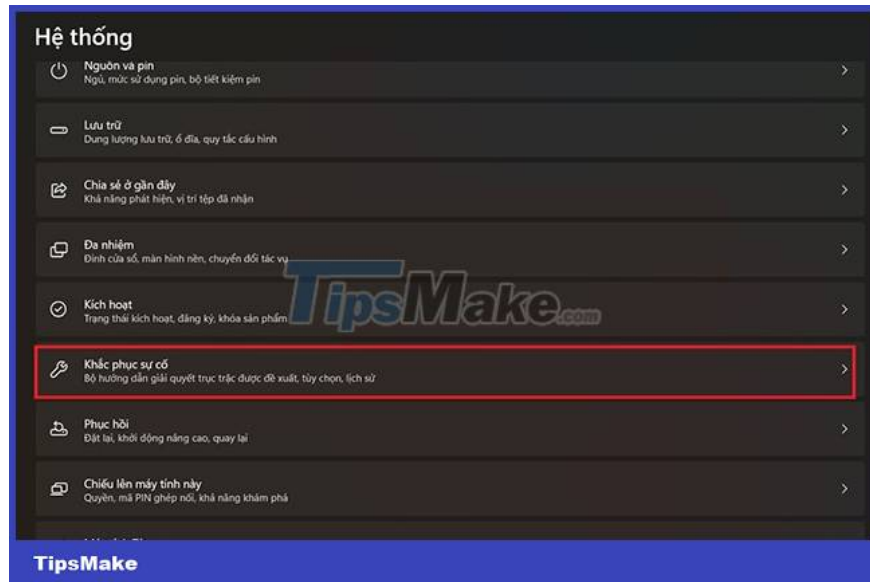 Hệ thống
Nguồn và pin
Ngủ, mức sử dụng pin, bộ tiết kiệm pin
Lưu trữ
Dung lượng lưu trữ, ổ đĩa, quy tắc cấu hình
Chia sẻ ở gần đây
Khả năng phát hiện, vị trí tệp đã nhận
Đa nhiệm
Đính cửa sổ, màn hình nền, chuyển đổi tác vụ
Kích hoạt
Trạng thái kích hoạt, đăng ký, khóa sản phẩm
TipsMake.com
Khắc phục sự cố
Bộ hướng dẫn giải quyết trục trặc được đề xuất, tùy chọn, lịch sử
Phục hồi
Đặt lại, khởi động nâng cao, quay lại
Chiếu lên máy tính này
Quyền, mã PIN ghép nối, khả năng khám phá
TipsMake